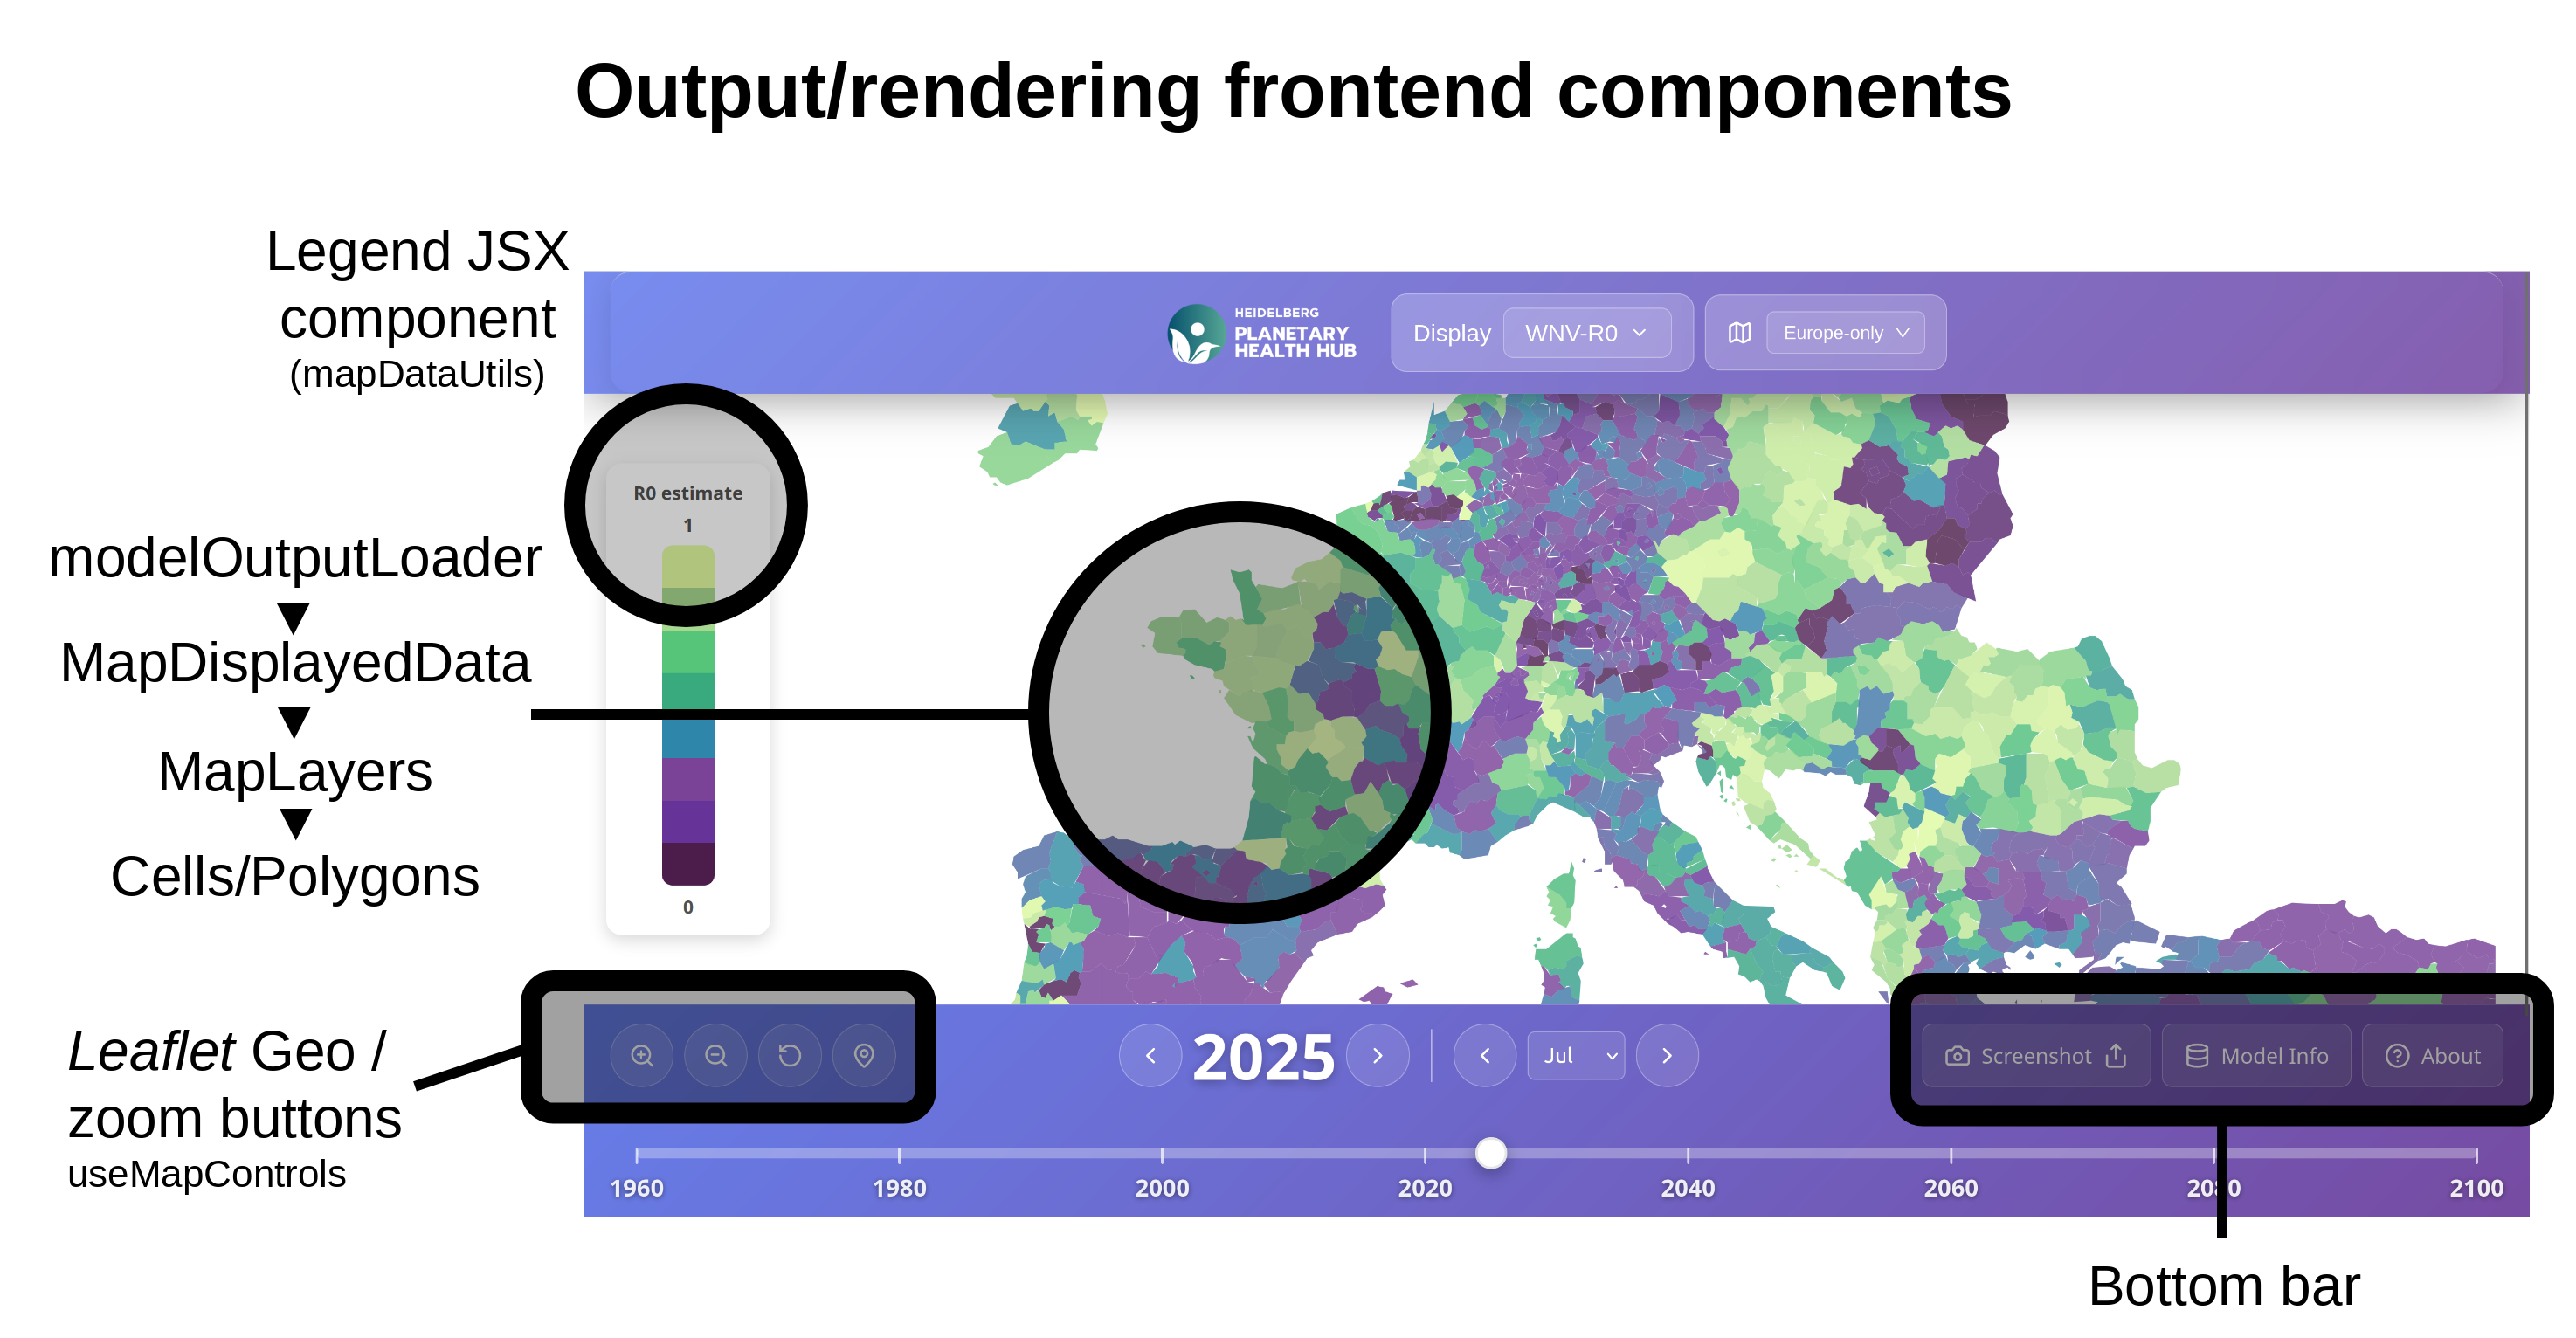 Output/rendering frontend components
Legend JSX
component
(mapDataUtils)
HEIDELBERG
PLANETARY
HEALTH HUB
Display
WNV-R0
Europe-only
R0 estimate
1
0
modelOutputLoader
MapDisplayedData
MapLayers
Cells/Polygons
Leaflet Geo /
zoom buttons
useMapControls
2025
Jul
Screenshot
Model Info
About
1960
1980
2000
2020
2040
2060
2080
2100
Bottom bar